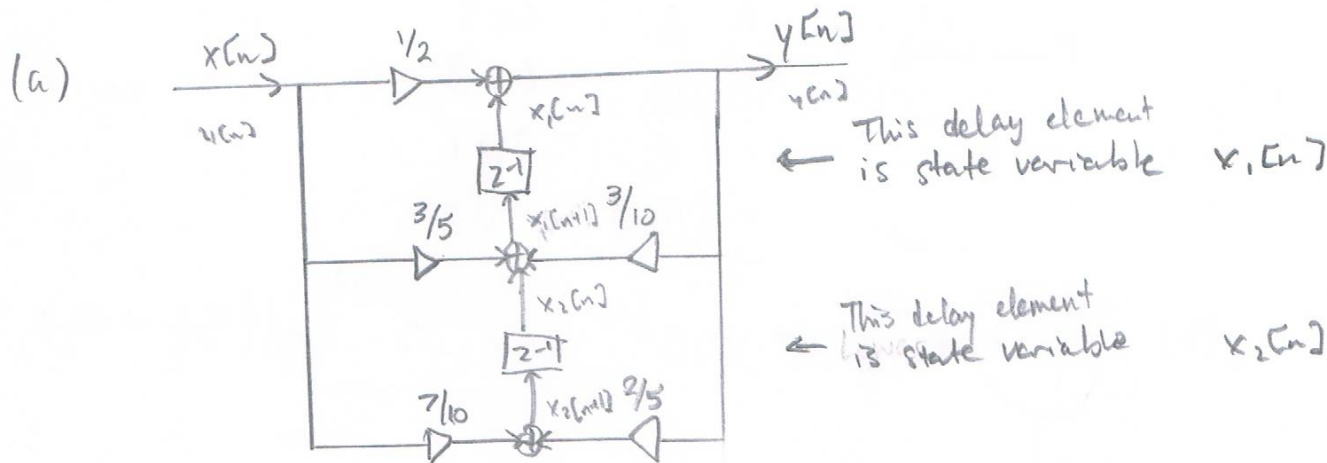 (a)
x[n]
1/2
y[n]
x₁[n]
u[n]
y[n]
z⁻¹
← This delay element
is state variable x₁[n]
3/5
x₁[n+1]
3/10
x₂[n]
z⁻¹
← This delay element
is state variable x₂[n]
7/10
x₂[n+1]
2/5